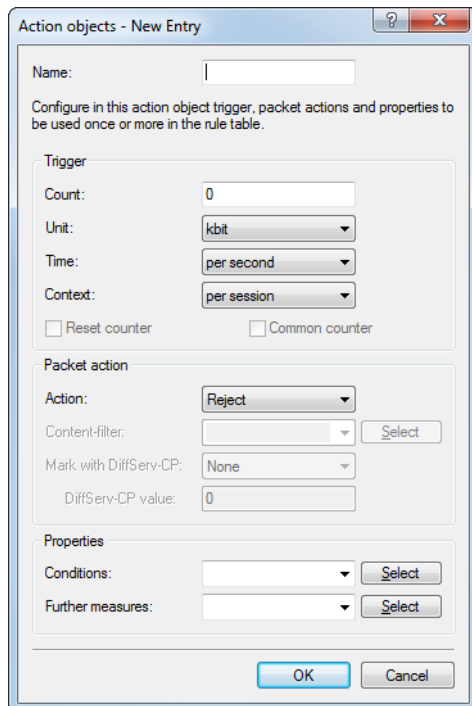 Action objects - New Entry
Name:
Configure in this action object trigger, packet actions and properties to
be used once or more in the rule table.
Trigger
Count: 0
Unit: kbit
Time: per second
Context: per session
Reset counter Common counter
Packet action
Action: Reject
Content-filter: Select
Mark with DiffServ-CP: None
DiffServ-CP value: 0
Properties
Conditions: Select
Further measures: Select
OK Cancel